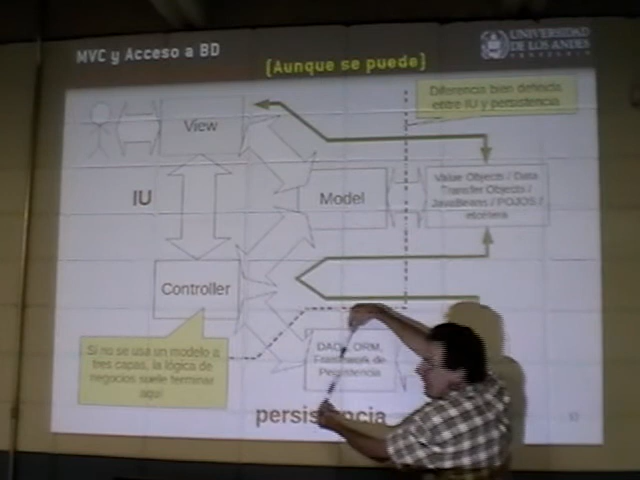 MVC y Acceso a BD
(Aunque se puede)
UNIVERSIDAD
DE LOS ANDES
VENEZUELA
Diferencia bien definida
entre IU y persistencia
View
IU
Model
Value Objects / Data
Transfer Objects /
JavaBeans / POJOS /
etcétera
Controller
Si no se usa un modelo a
tres capas, la lógica de
negocios suele terminar
aquí
DAO, ORM,
Framework de
Persistencia